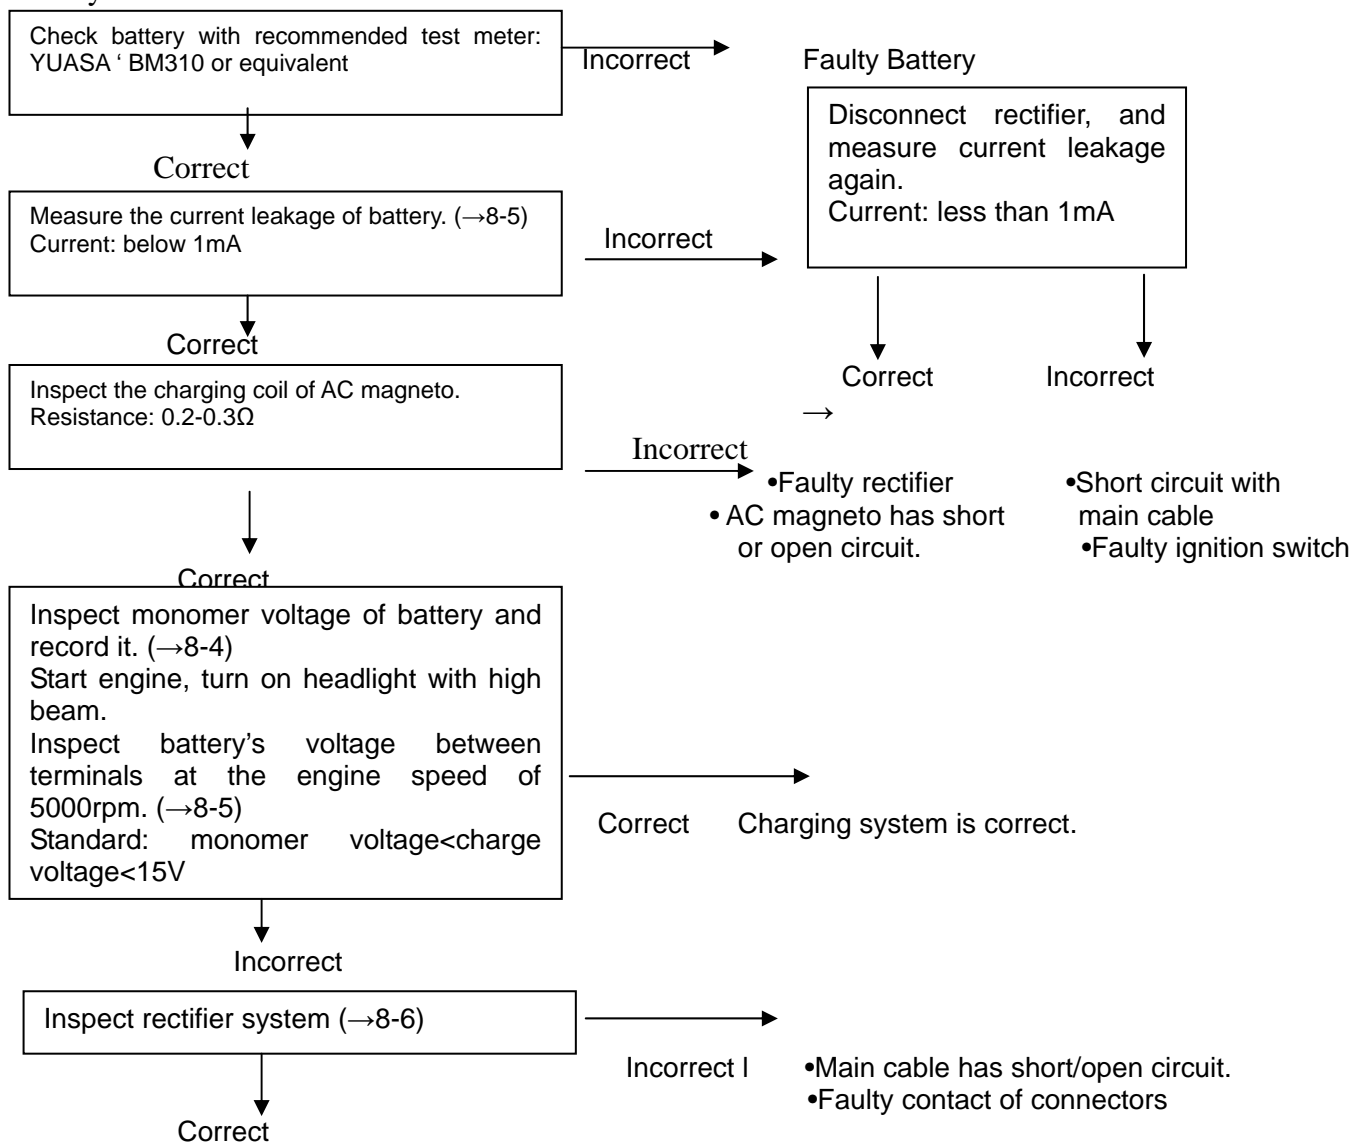 Check battery with recommended test meter:
YUASA ‘ BM310 or equivalent
Incorrect
Faulty Battery
Disconnect rectifier, and
measure current leakage
again.
Current: less than 1mA
Correct
Measure the current leakage of battery. (→8-5)
Current: below 1mA
Incorrect
Correct
Correct
Incorrect
Inspect the charging coil of AC magneto.
Resistance: 0.2-0.3Ω
→
Incorrect
•Faulty rectifier
• AC magneto has short
or open circuit.
•Short circuit with
main cable
•Faulty ignition switch
Correct
Inspect monomer voltage of battery and
record it. (→8-4)
Start engine, turn on headlight with high
beam.
Inspect battery’s voltage between
terminals at the engine speed of
5000rpm. (→8-5)
Standard: monomer voltage<charge
voltage<15V
Correct
Charging system is correct.
Incorrect
Inspect rectifier system (→8-6)
Incorrect I
•Main cable has short/open circuit.
•Faulty contact of connectors
Correct